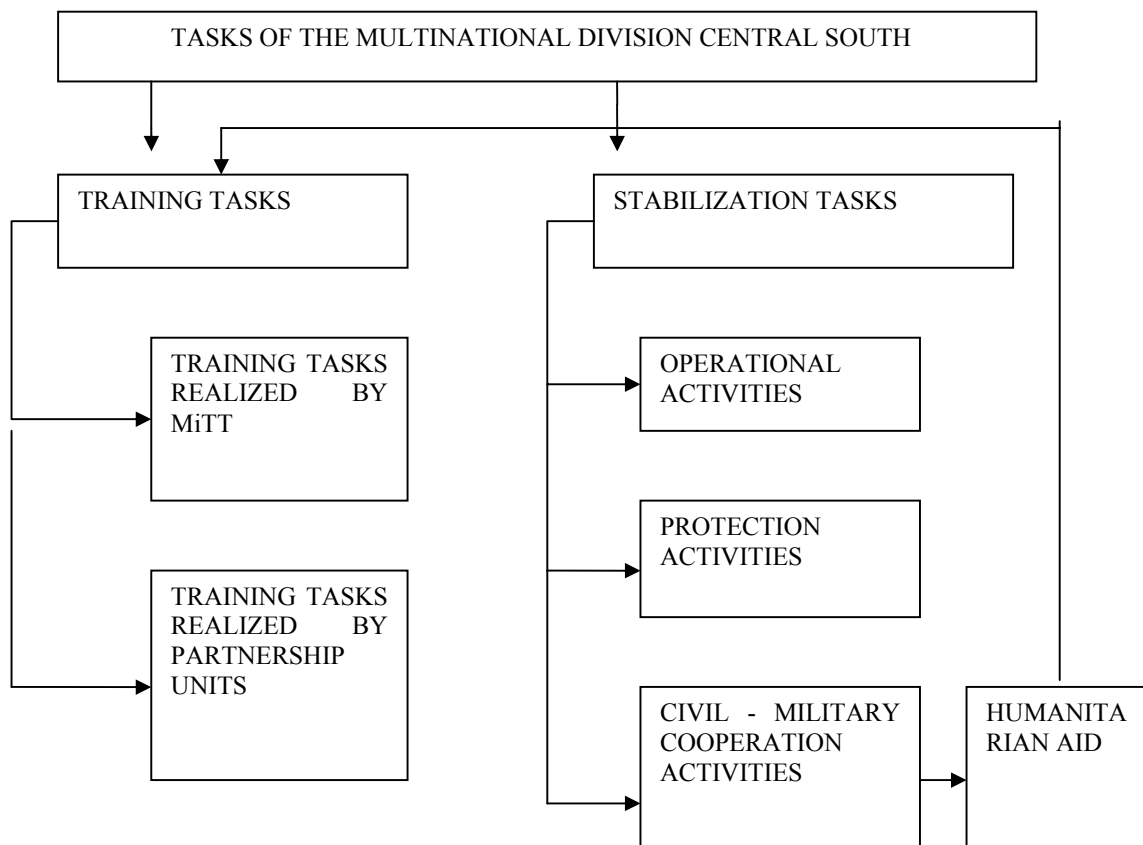 TASKS OF THE MULTINATIONAL DIVISION CENTRAL SOUTH
TRAINING TASKS
STABILIZATION TASKS
TRAINING TASKS
REALIZED BY
MiTT
OPERATIONAL
ACTIVITIES
PROTECTION
ACTIVITIES
TRAINING TASKS
REALIZED BY
PARTNERSHIP
UNITS
CIVIL - MILITARY
COOPERATION
ACTIVITIES
HUMANITA
RIAN AID